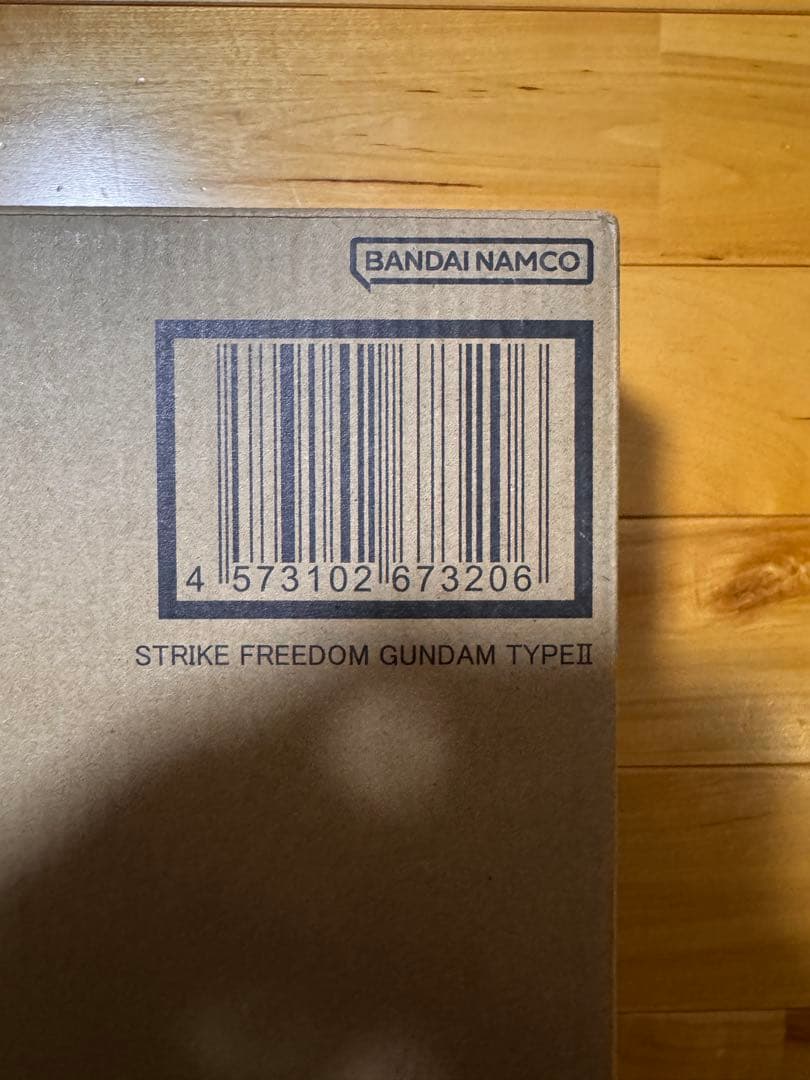 BANDAI NAMCO
4 573102 673206
STRIKE FREEDOM GUNDAM TYPEⅡ